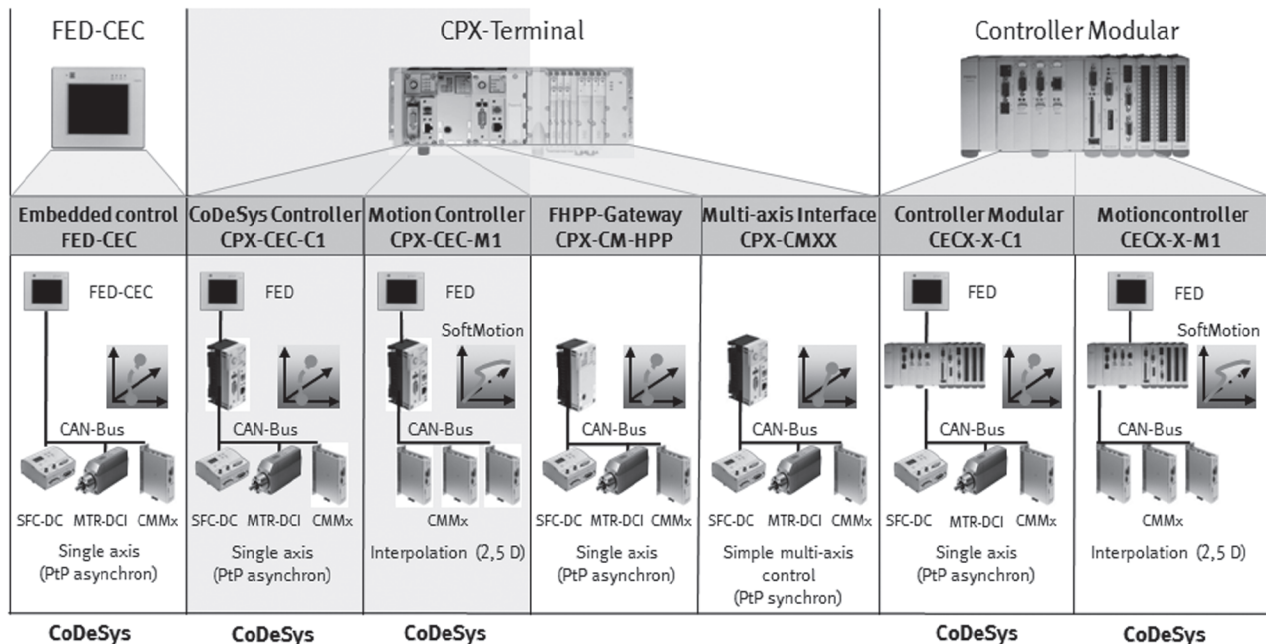 FED-CEC
CPX-Terminal
Controller Modular
Embedded control
FED-CEC
CoDeSys Controller
CPX-CEC-C1
Motion Controller
CPX-CEC-M1
FHPP-Gateway
CPX-CM-HPP
Multi-axis Interface
CPX-CMXX
Controller Modular
CECX-X-C1
Motioncontroller
CECX-X-M1
FED-CEC
CAN-Bus
SFC-DC MTR-DCI CMMx
Single axis
(PtP asynchron)
FED
CAN-Bus
SFC-DC MTR-DCI CMMx
Single axis
(PtP asynchron)
FED
SoftMotion
CAN-Bus
CMMx
Interpolation (2,5 D)
CAN-Bus
SFC-DC MTR-DCI CMMx
Single axis
(PtP asynchron)
CAN-Bus
SFC-DC MTR-DCI CMMx
Simple multi-axis
control
(PtP synchron)
FED
CAN-Bus
SFC-DC MTR-DCI CMMx
Single axis
(PtP asynchron)
FED
SoftMotion
CAN-Bus
CMMx
Interpolation (2,5 D)
CoDeSys
CoDeSys
CoDeSys
CoDeSys
CoDeSys